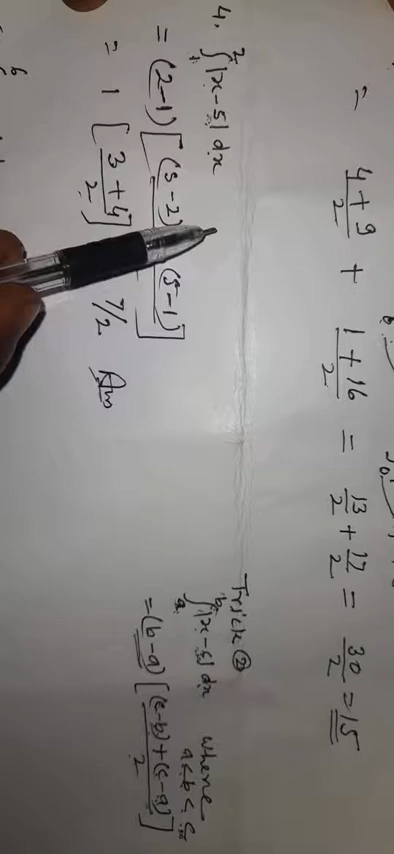 = 4+9/2 + 1+16/2 = 13/2 + 17/2 = 30/2 = 15
4. ∫₁² |x-5| dx
= (2-1) [(5-2) (5-1)]
= 1 [3+4/2] 7/2 Ans
Trick ②
∫ₐᵇ |x-c| dx where a<b<c
= (b-a) [(c-b)+(c-a)/2]